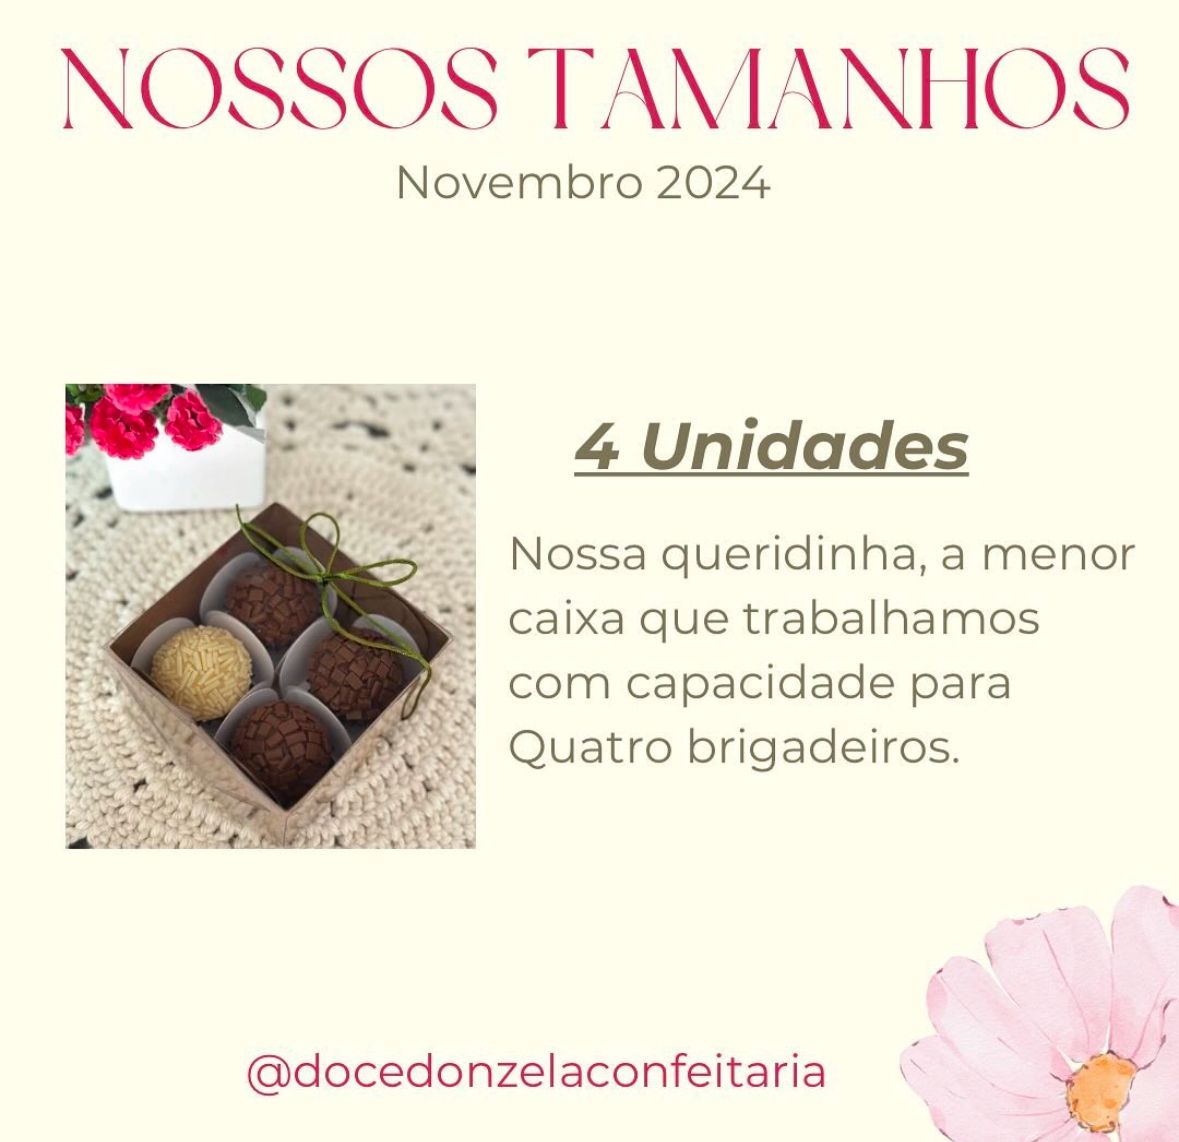 NOSSOS TAMANHOS
Novembro 2024
4 Unidades
Nossa queridinha, a menor
caixa que trabalhamos
com capacidade para
Quatro brigadeiros.
@docedonzelaconfeitaria